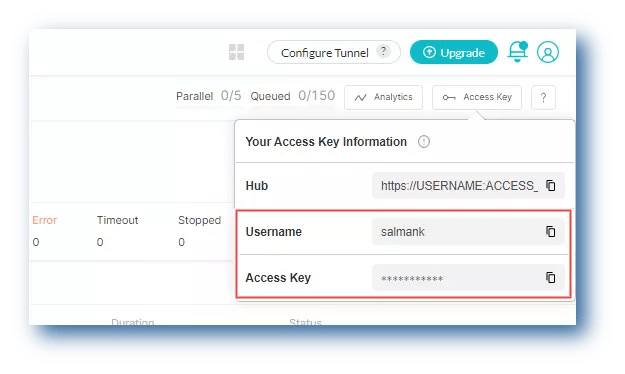 Configure Tunnel ? Upgrade
Parallel 0/5 Queued 0/150 Analytics Access Key ?
Your Access Key Information
Hub https://USERNAME:ACCESS_
Error Timeout Stopped
0 0 0
Username salmank
Access Key ***********
Duration Status